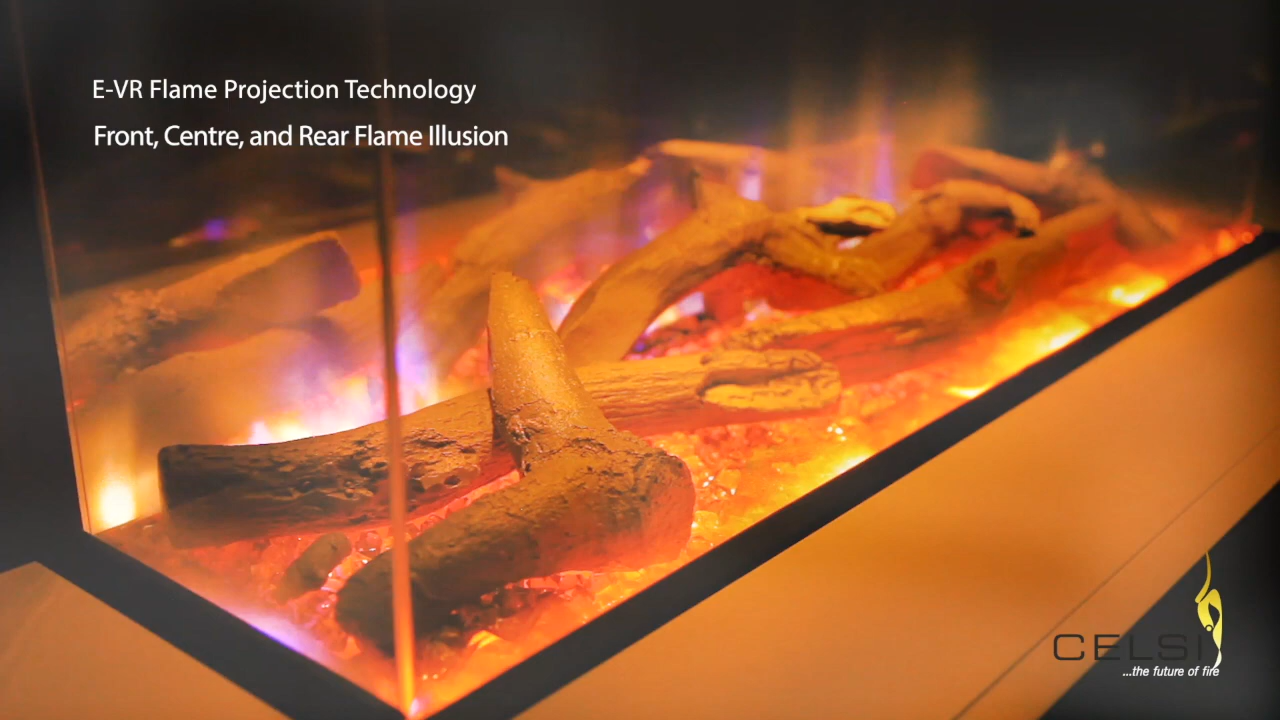 E-VR Flame Projection Technology
Front, Centre, and Rear Flame Illusion
CELSI
...the future of fire